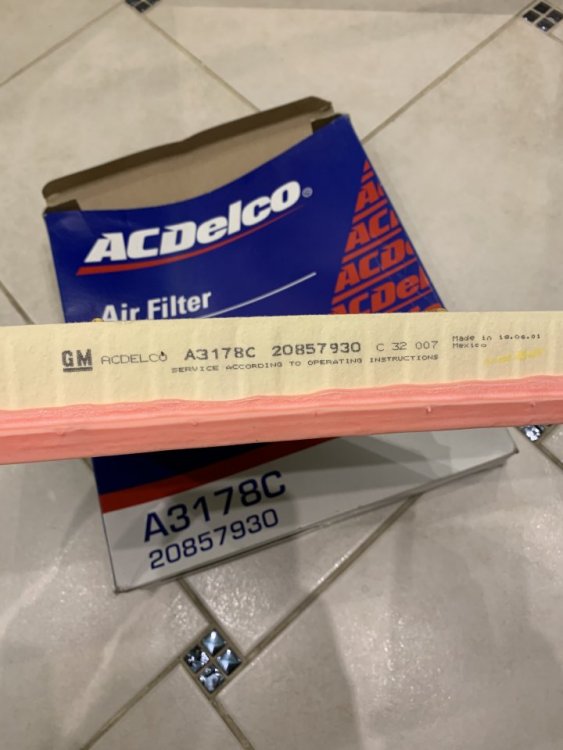 ACDelco®
ACDelco
ACDelco
Air Filter
GM ACDELCO A3178C 20857930 C 32 007 Made in Mexico 18.06.01
SERVICE ACCORDING TO OPERATING INSTRUCTIONS
A3178C
20857930